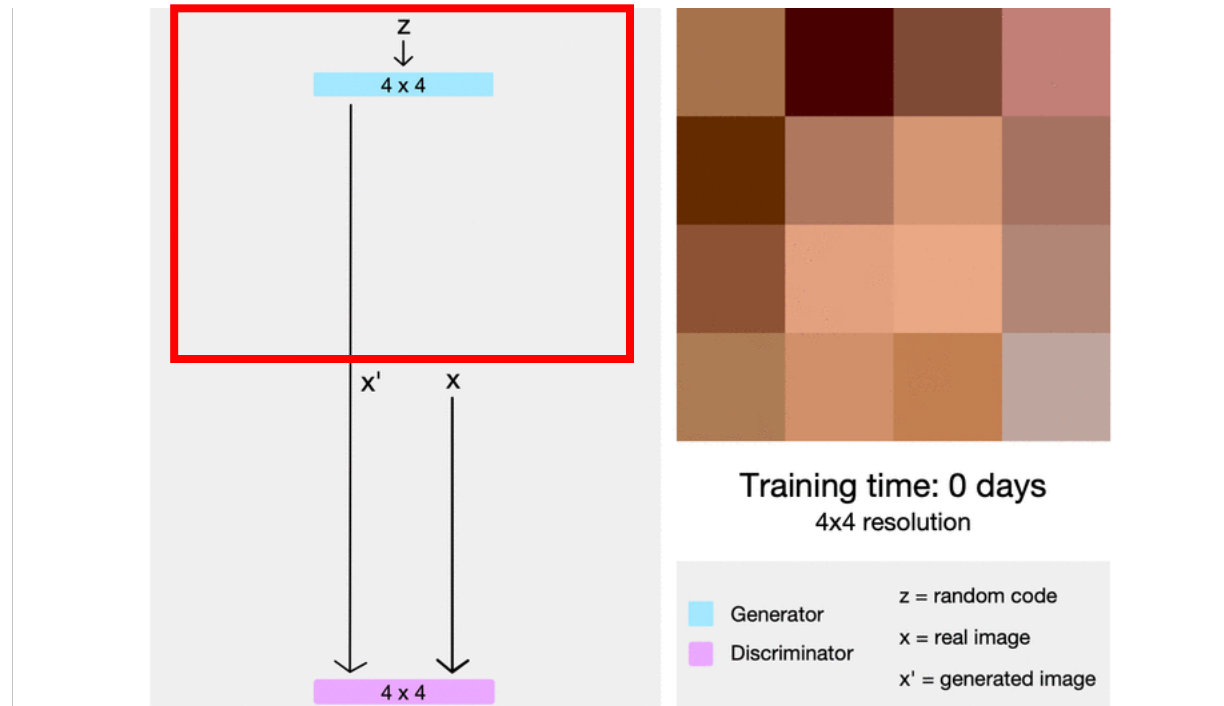 z
4 x 4
x'
x
4 x 4
Training time: 0 days
4x4 resolution
Generator
Discriminator
z = random code
x = real image
x' = generated image